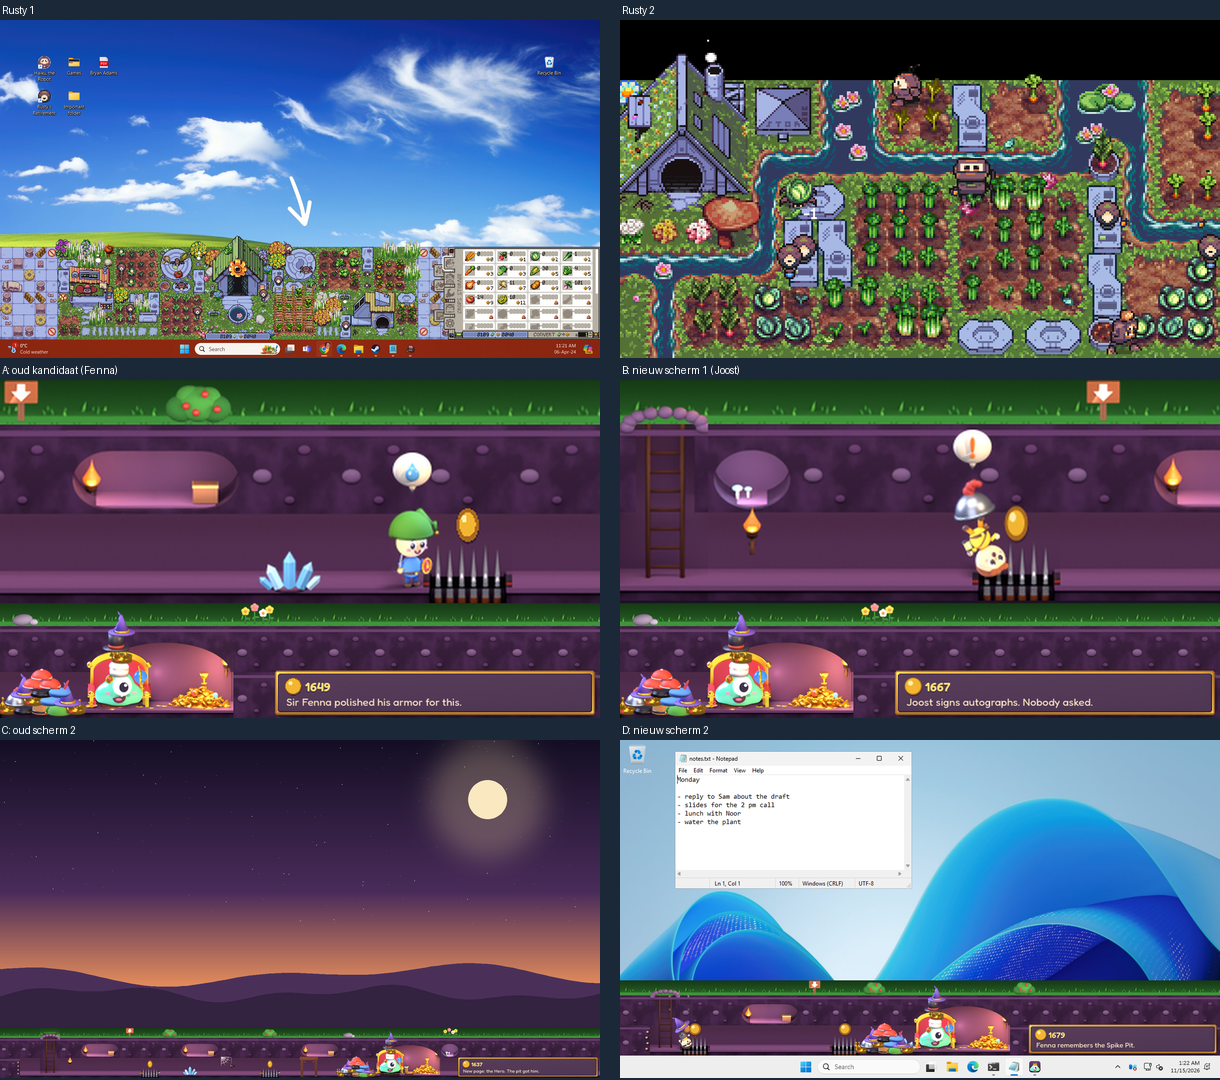 Rusty 1
Rusty 2
Games
Bryan Adams
Recycle Bin
0°C
Cold weather
Search
11:21 AM
06-Apr-24
A: oud kandidaat (Fenna)
B: nieuw scherm 1 (Joost)
1649
Sir Fenna polished his armor for this.
1667
Joost signs autographs. Nobody asked.
C: oud scherm 2
D: nieuw scherm 2
1637
New page: the Hero. The pit got him.
Recycle Bin
notes.txt - Notepad
File Edit Format View Help
Monday
- reply to Sam about the draft
- slides for the 2 pm call
- lunch with Noor
- water the plant
Ln 1, Col 1 100% Windows (CRLF) UTF-8
1679
Fenna remembers the Spike Pit.
Search
1:22 AM
11/15/2026